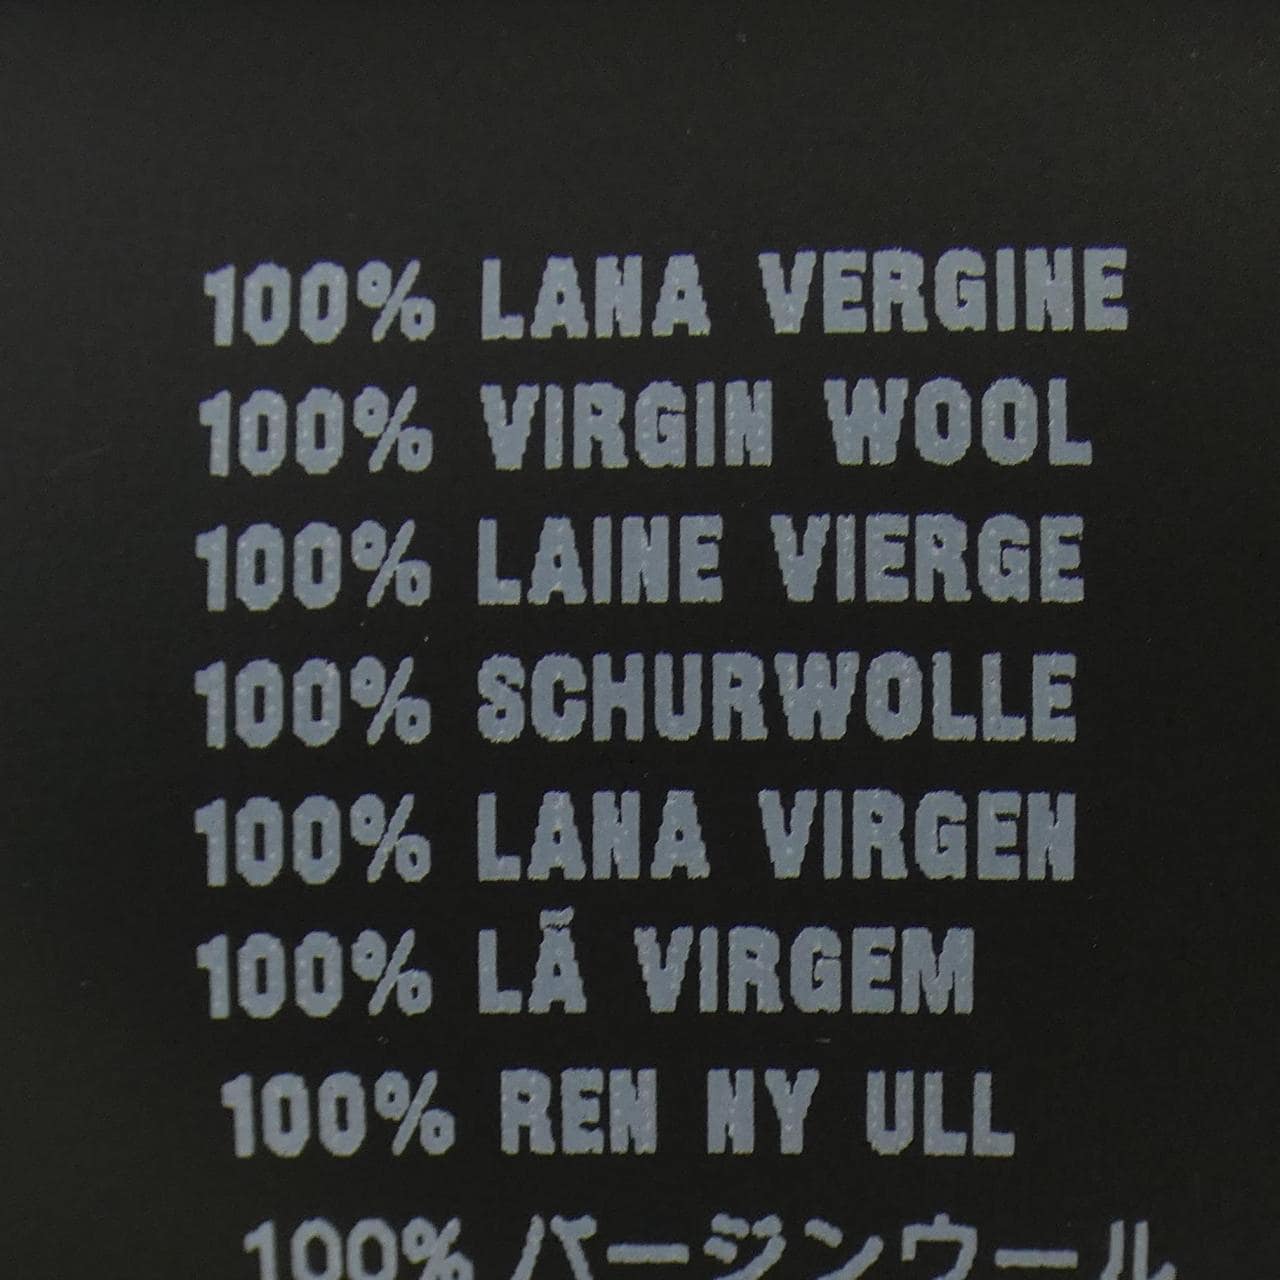 100% LANA VERGINE
100% VIRGIN WOOL
100% LAINE VIERGE
100% SCHURWOLLE
100% LANA VIRGEN
100% LÃ VIRGEM
100% REN NY ULL
100% バージンウール